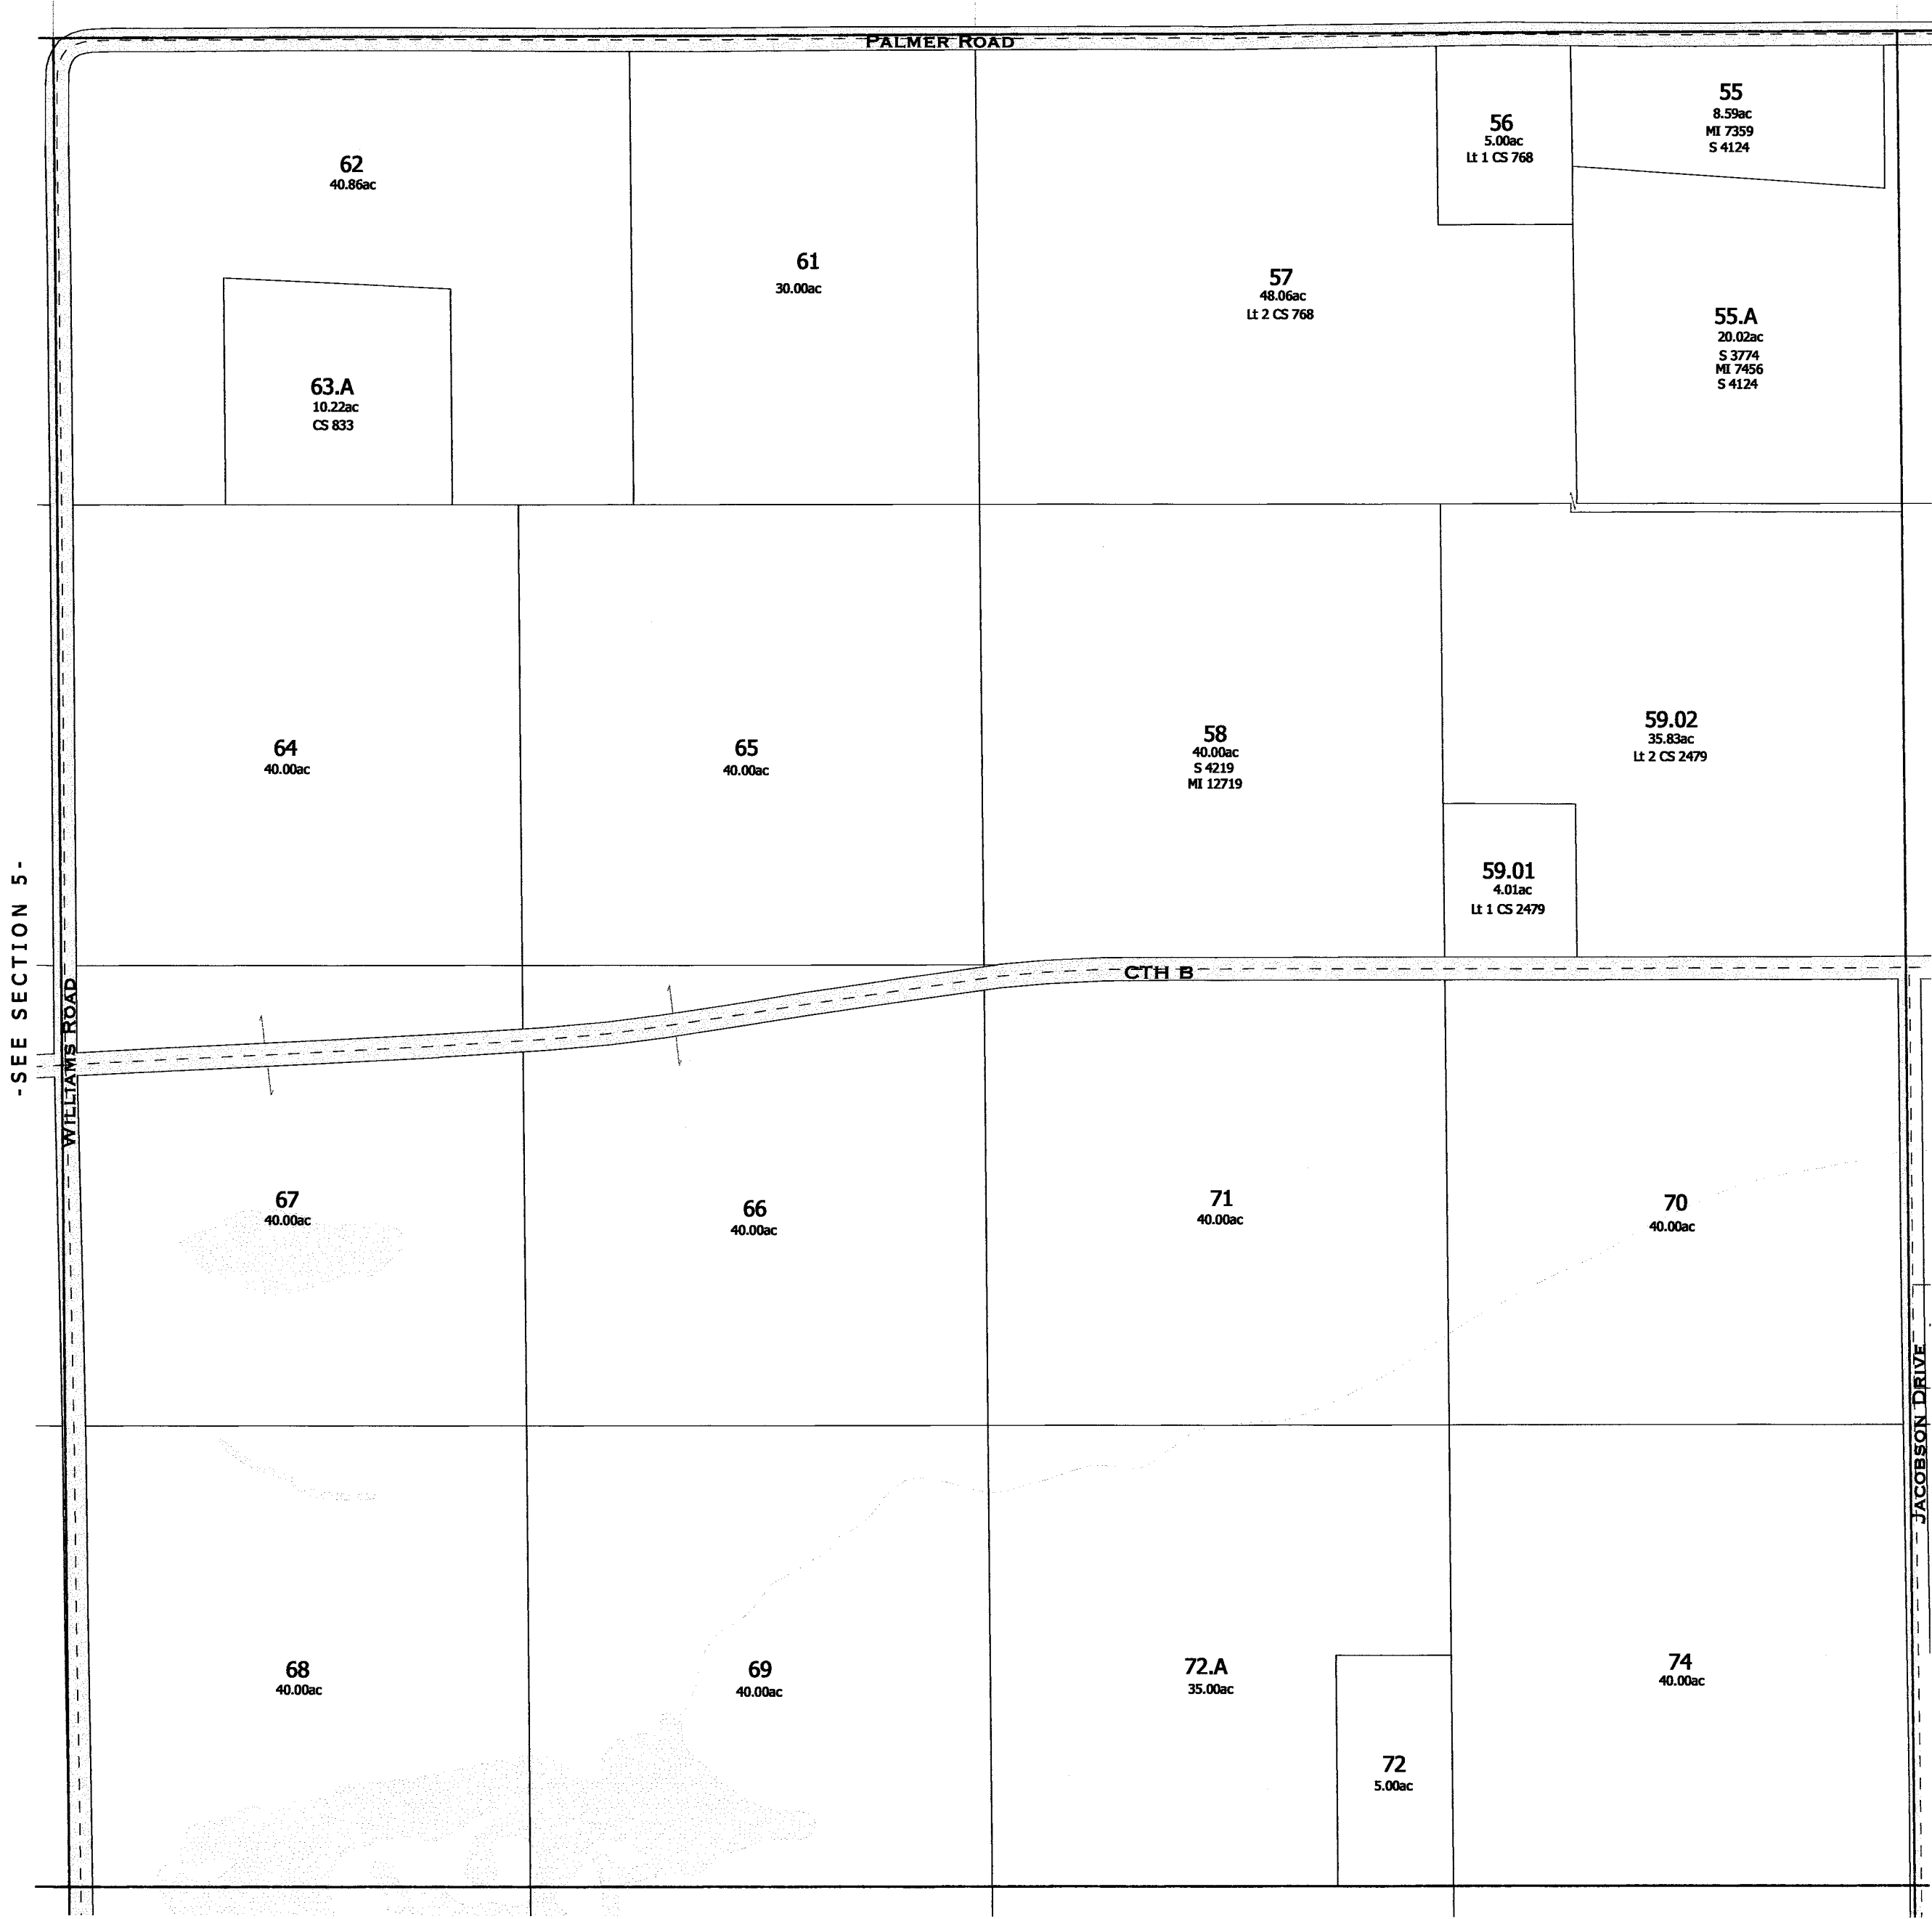 PALMER ROAD
55
8.59ac
MI 7359
S 4124
56
5.00ac
Lt 1 CS 768
62
40.86ac
61
30.00ac
57
48.06ac
Lt 2 CS 768
55.A
20.02ac
S 3774
MI 7456
S 4124
63.A
10.22ac
CS 833
64
40.00ac
65
40.00ac
58
40.00ac
S 4219
MI 12719
59.02
35.83ac
Lt 2 CS 2479
59.01
4.01ac
Lt 1 CS 2479
-SEE SECTION 5-
WILLIAMS ROAD
CTH B
67
40.00ac
66
40.00ac
71
40.00ac
70
40.00ac
JACOBSON DRIVE
68
40.00ac
69
40.00ac
72.A
35.00ac
74
40.00ac
72
5.00ac